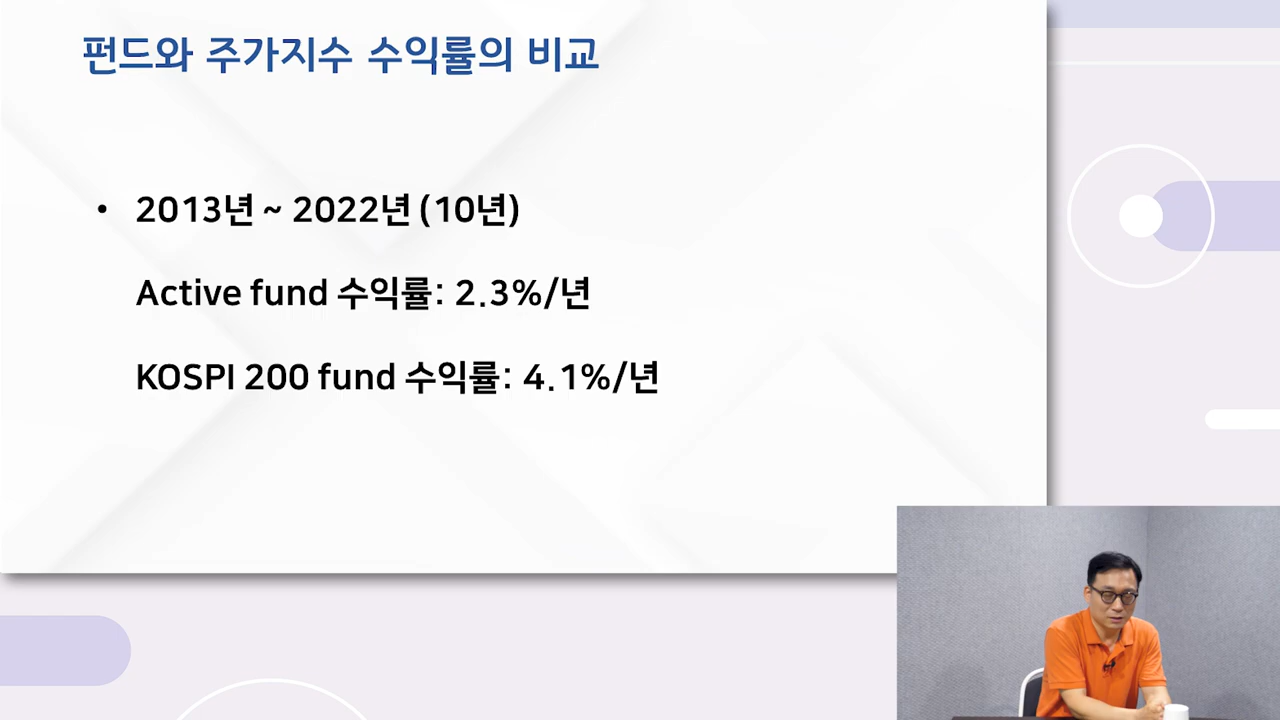 펀드와 주가지수 수익률의 비교
• 2013년 ~ 2022년 (10년)
Active fund 수익률: 2.3%/년
KOSPI 200 fund 수익률: 4.1%/년